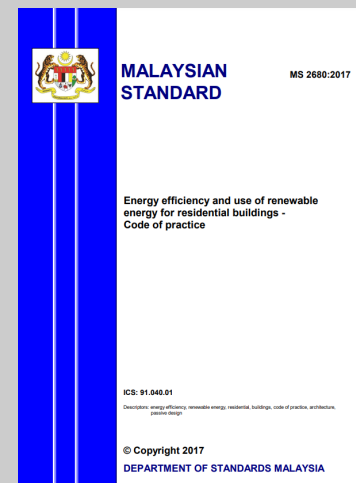 MALAYSIAN
STANDARD
MS 2680:2017
Energy efficiency and use of renewable
energy for residential buildings -
Code of practice
ICS: 91.040.01
Descriptors: energy efficiency, renewable energy, residential, buildings, code of practice, architecture,
passive design
© Copyright 2017
DEPARTMENT OF STANDARDS MALAYSIA